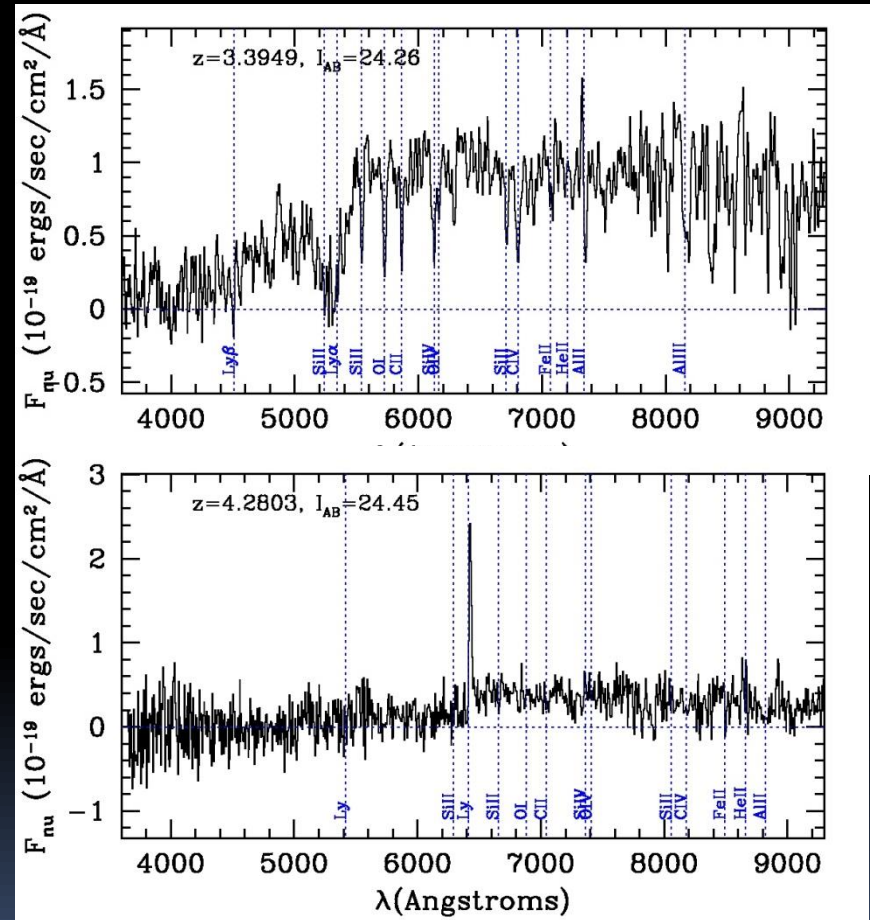 z=3.3949, I_AB=24.26
F_nu (10^-19 ergs/sec/cm²/Å)
1.5
1
0.5
0
0.5
Lyβ
SiII
Lyα
SiII
OI
CII
SiIV
OIV
SiII
CIV
FeII
HeII
AlII
AlIII
4000 5000 6000 7000 8000 9000
z=4.2803, I_AB=24.45
F_nu (10^-19 ergs/sec/cm²/Å)
3
2
1
0
−1
Ly
SiII
Ly
SiII
OI
CII
SiIV
OIV
SiII
CIV
FeII
HeII
AlII
4000 5000 6000 7000 8000 9000
λ(Angstroms)